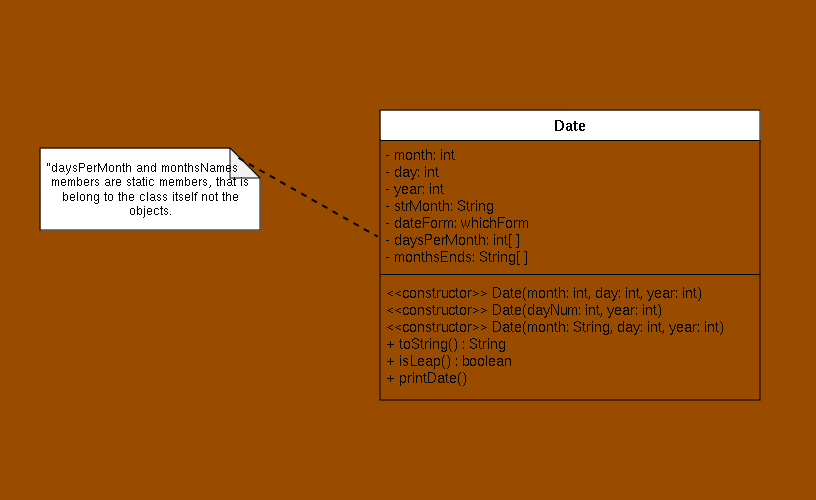 "daysPerMonth and monthsNames
members are static members, that is
belong to the class itself not the
objects.
Date
- month: int
- day: int
- year: int
- strMonth: String
- dateForm: whichForm
- daysPerMonth: int[ ]
- monthsEnds: String[ ]
<<constructor>> Date(month: int, day: int, year: int)
<<constructor>> Date(dayNum: int, year: int)
<<constructor>> Date(month: String, day: int, year: int)
+ toString() : String
+ isLeap() : boolean
+ printDate()